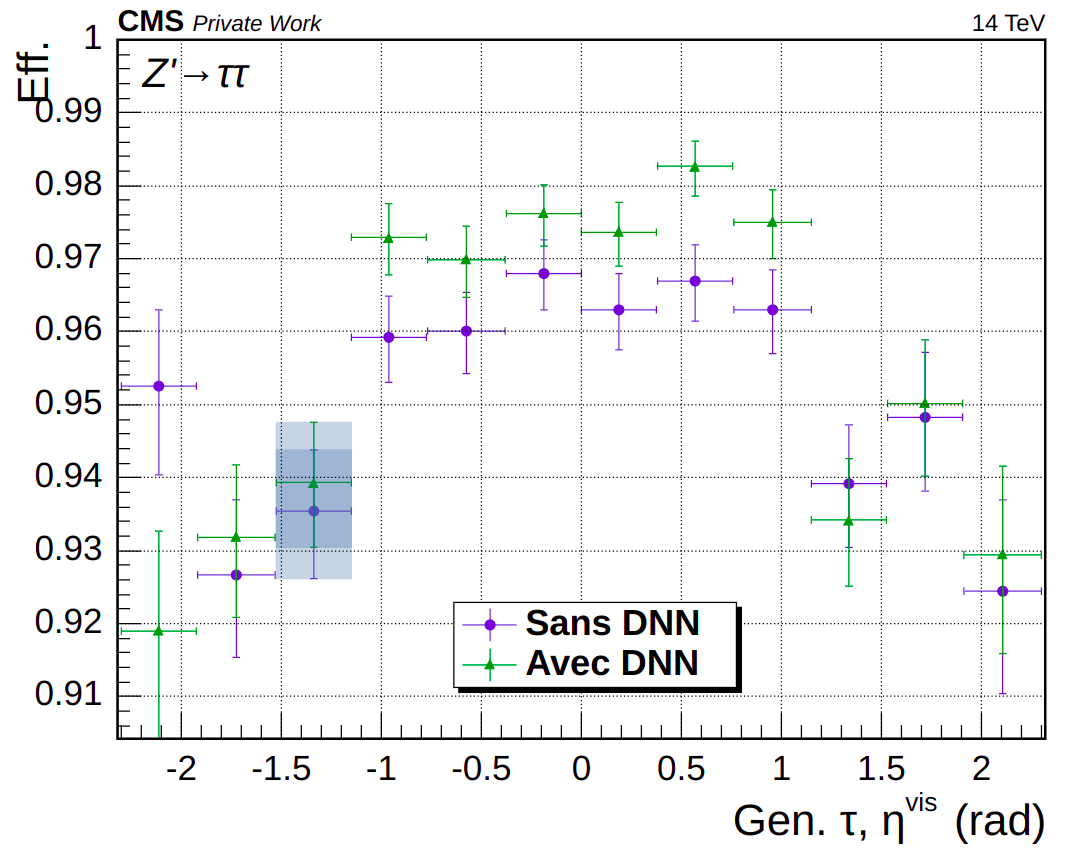 CMS Private Work 14 TeV
Eff.
Z'→ττ
1
0.99
0.98
0.97
0.96
0.95
0.94
0.93
0.92
0.91
Sans DNN
Avec DNN
-2 -1.5 -1 -0.5 0 0.5 1 1.5 2
Gen. τ, η^vis (rad)